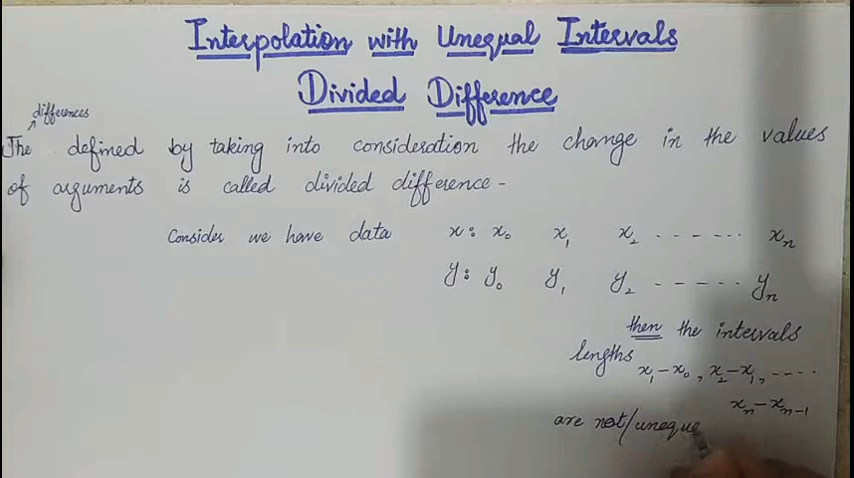 Interpolation with Unequal Intervals
Divided Difference
differences
The defined by taking into consideration the change in the values
of arguments is called divided difference -
Consider we have data x: x₀ x₁ x₂ - - - - - - xₙ
y: y₀ y₁ y₂ - - - - - yₙ
then the intervals
lengths x₁-x₀, x₂-x₁, ----
xₙ-xₙ₋₁
are not/uneque